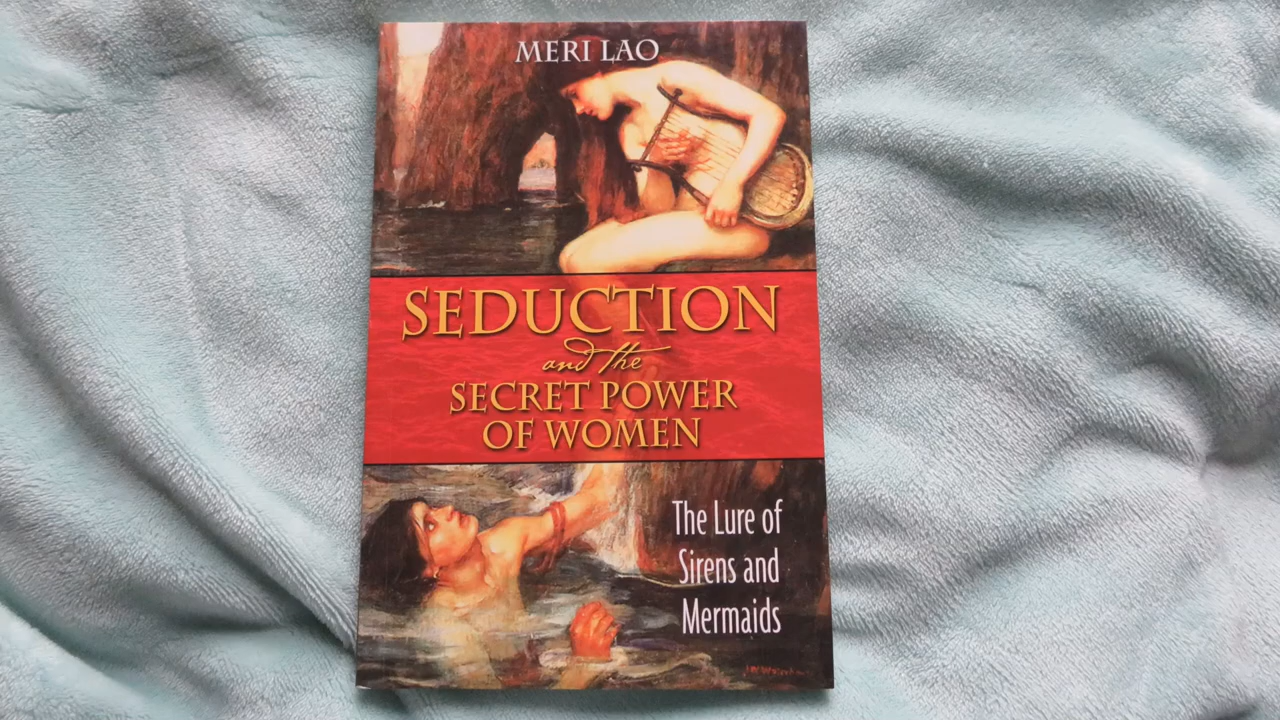 MERI LAO
SEDUCTION
and the
SECRET POWER
OF WOMEN
The Lure of
Sirens and
Mermaids